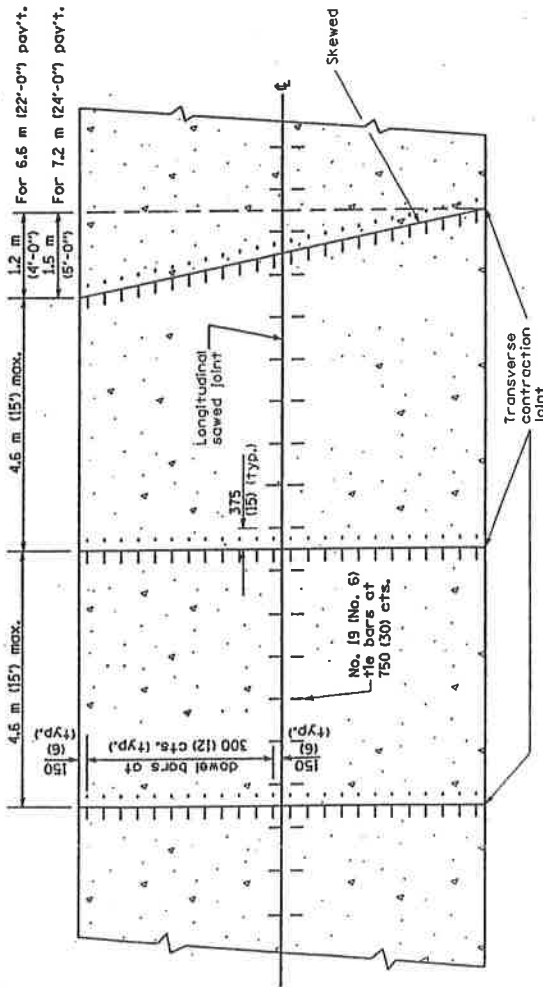 4.6 m (15') max.
4.6 m (15') max.
1.2 m
(4'-0")
For 6.6 m (22'-0") pav't.
1.5 m
(5'-0")
For 7.2 m (24'-0") pav't.
150
(6)
(typ.)
dowel bars at
300 (12) cts. (typ.)
150
(6)
(typ.)
375
(15) (typ.)
Longitudinal
sawed joint
℄
Skewed
No. 19 (No. 6)
tie bars at
750 (30) cts.
Transverse
contraction
joint